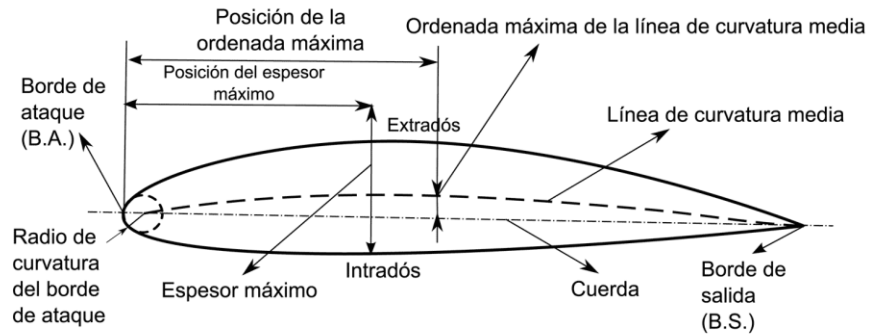 Posición de la
ordenada máxima
Ordenada máxima de la línea de curvatura media
Posición del espesor
máximo
Borde de
ataque
(B.A.)
Extradós
Línea de curvatura media
Radio de
curvatura
del borde
de ataque
Espesor máximo
Intradós
Cuerda
Borde de
salida
(B.S.)